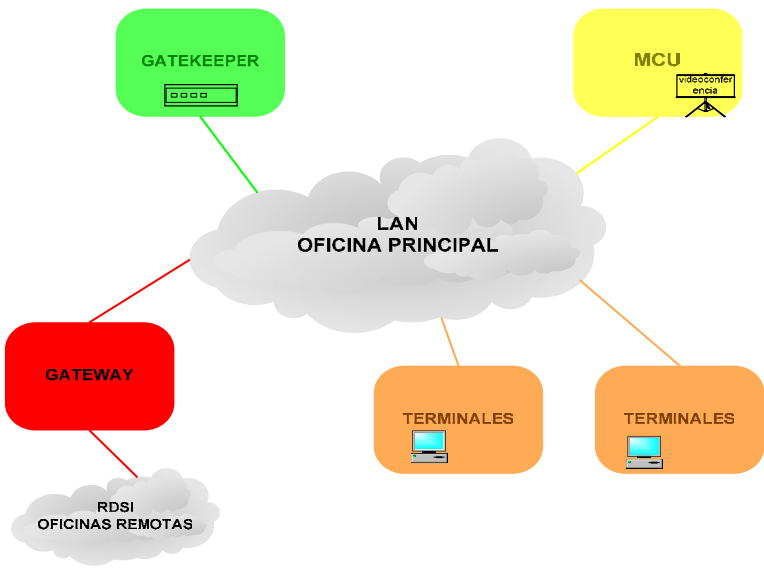 GATEKEEPER
MCU
videoconfer
encia
LAN
OFICINA PRINCIPAL
GATEWAY
TERMINALES
TERMINALES
RDSI
OFICINAS REMOTAS